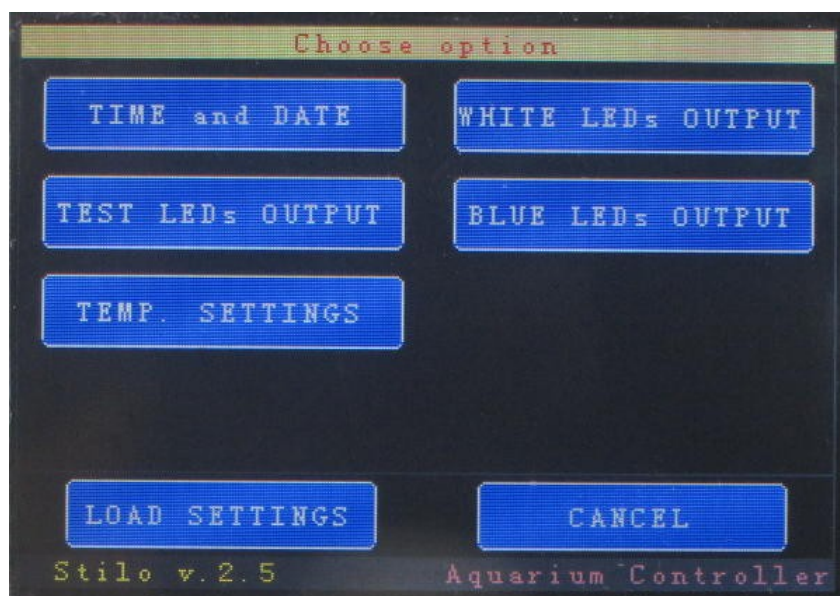 Choose option
TIME and DATE
WHITE LEDs OUTPUT
TEST LEDs OUTPUT
BLUE LEDs OUTPUT
TEMP. SETTINGS
LOAD SETTINGS
CANCEL
Stilo v.2.5
Aquarium Controller